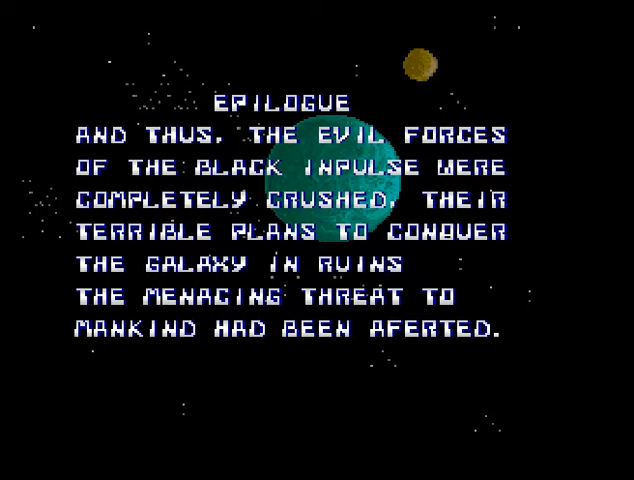 EPILOGUE
AND THUS. THE EVIL FORCES
OF THE BLACK INPULSE WERE
COMPLETELY CRUSHED, THEIR
TERRIBLE PLANS TO CONQUER
THE GALAXY IN RUINS
THE MENACING THREAT TO
MANKIND HAD BEEN AFERTED.